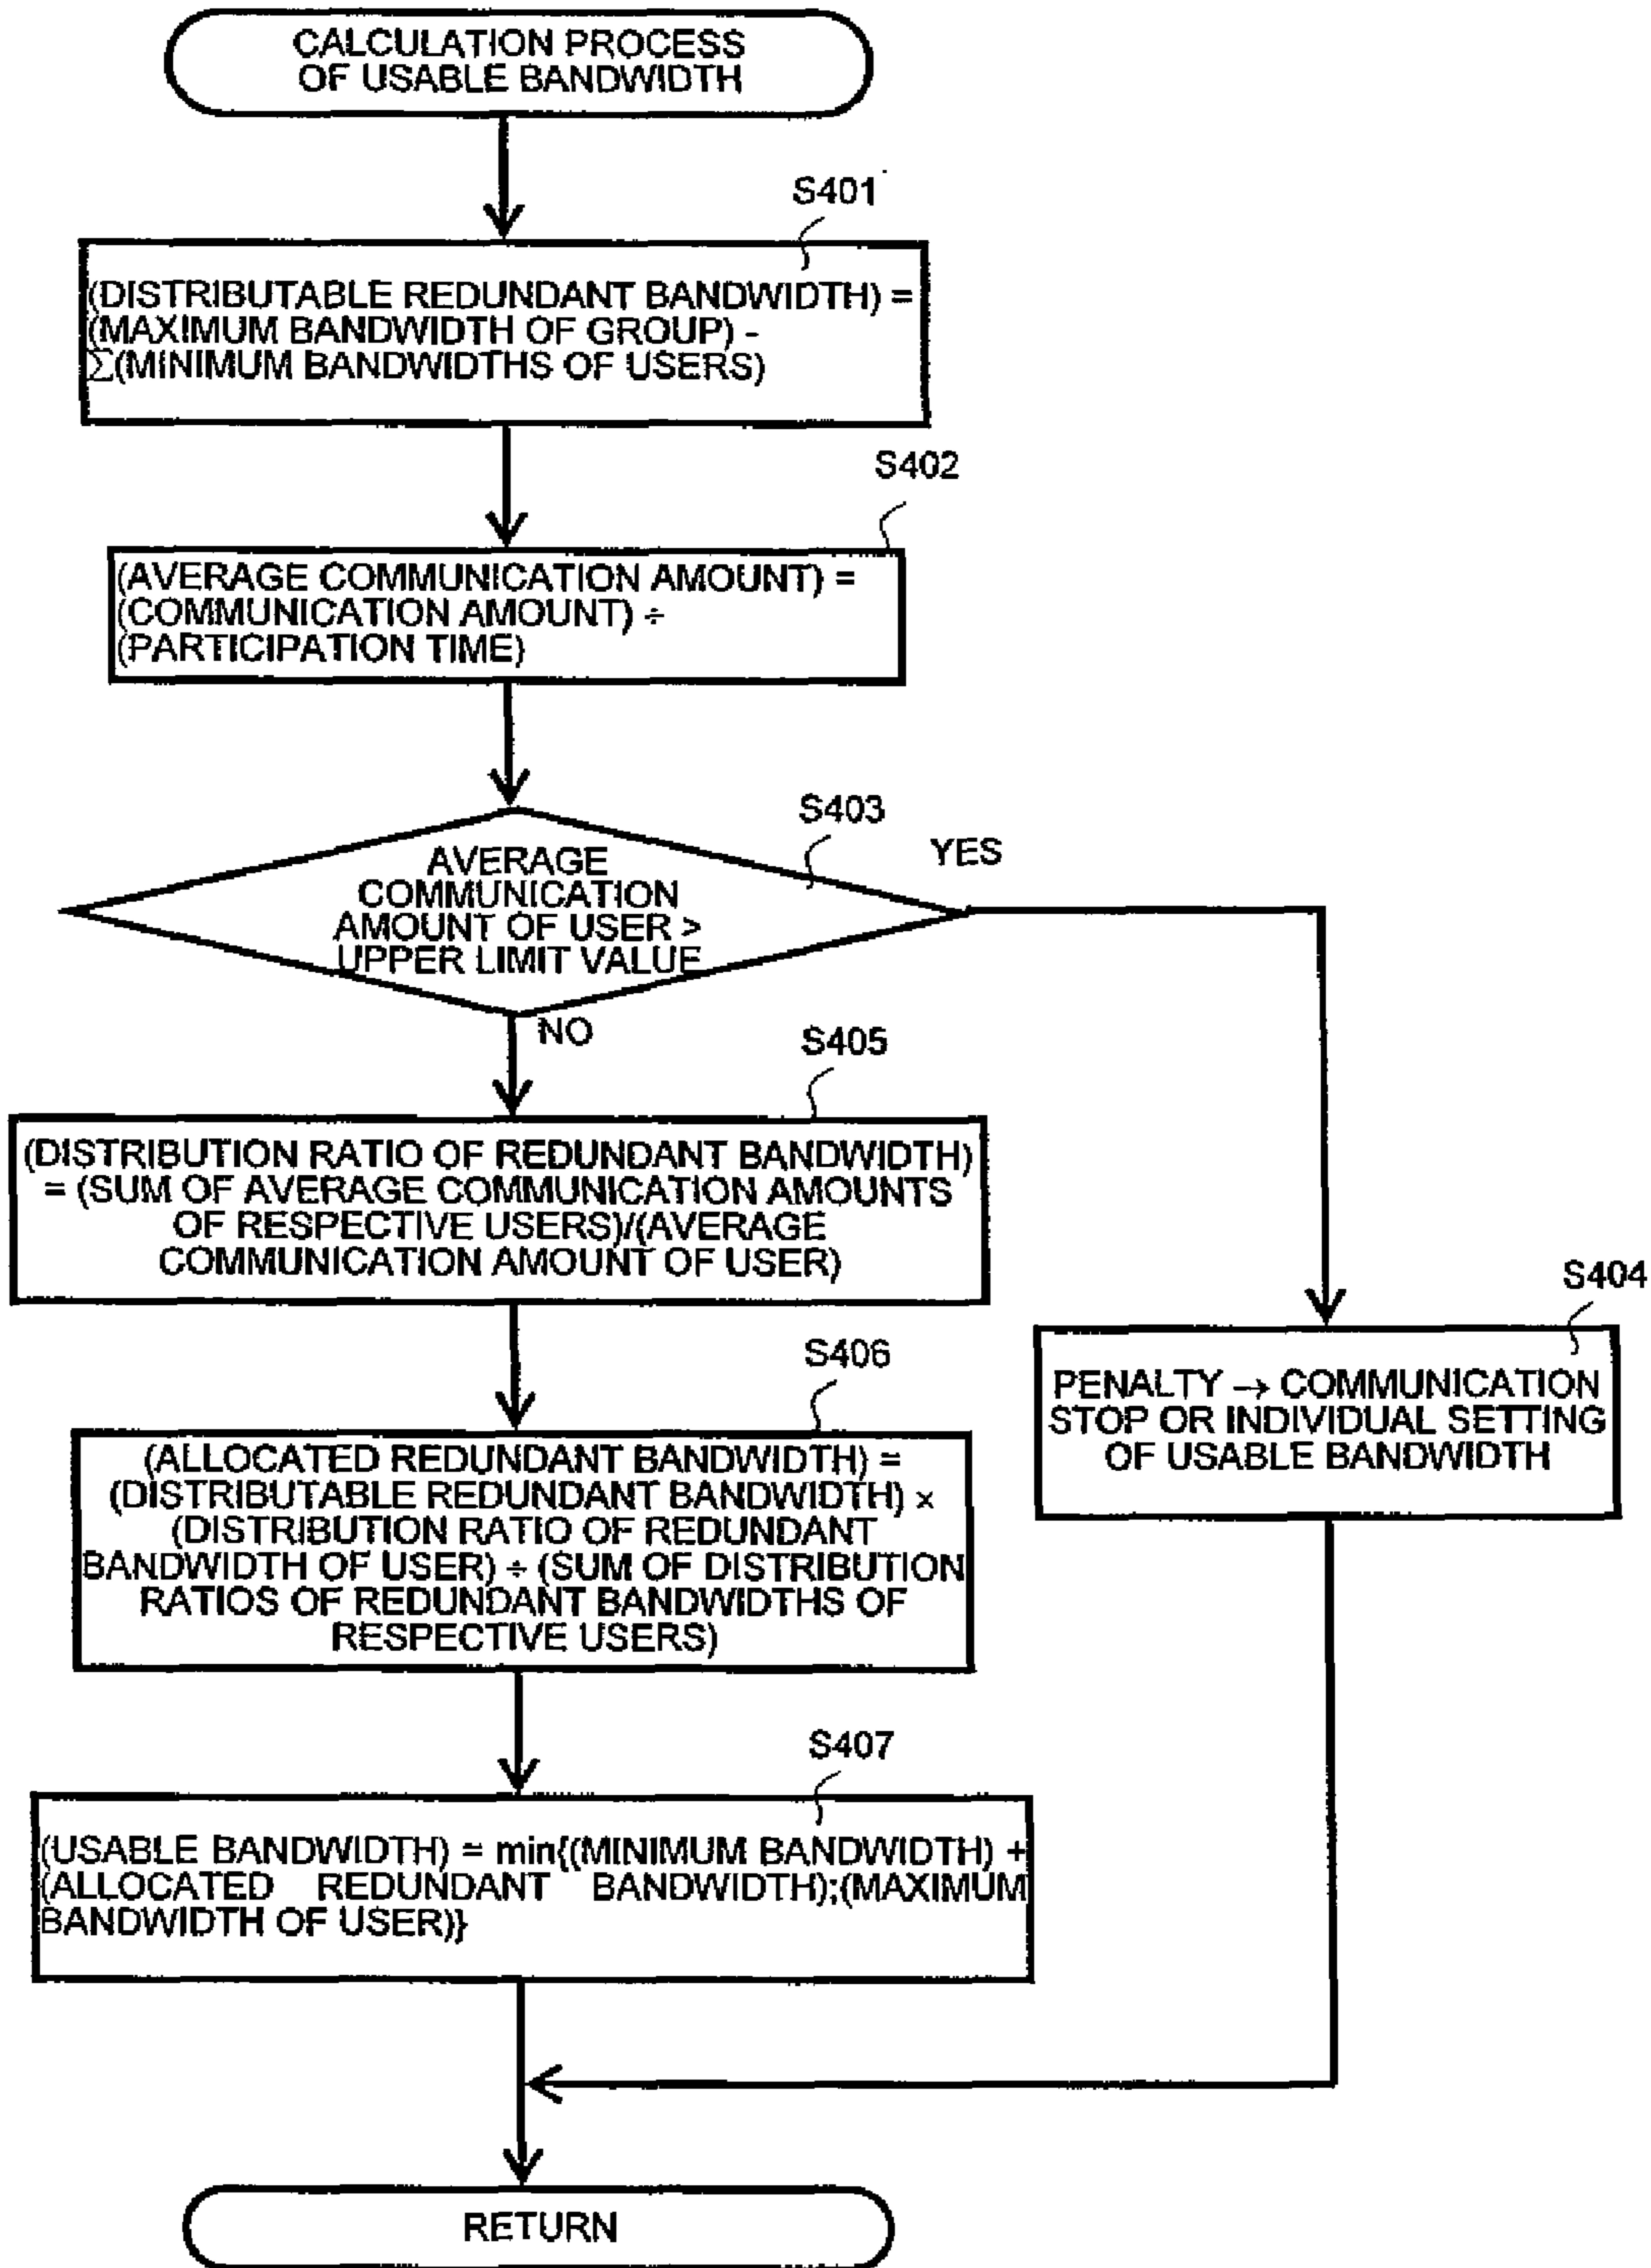 CALCULATION PROCESS
OF USABLE BANDWIDTH
S401
(DISTRIBUTABLE REDUNDANT BANDWIDTH) =
(MAXIMUM BANDWIDTH OF GROUP) -
∑(MINIMUM BANDWIDTHS OF USERS)
S402
(AVERAGE COMMUNICATION AMOUNT) =
(COMMUNICATION AMOUNT) ÷
(PARTICIPATION TIME)
S403
YES
AVERAGE
COMMUNICATION
AMOUNT OF USER >
UPPER LIMIT VALUE
NO
S405
(DISTRIBUTION RATIO OF REDUNDANT BANDWIDTH)
= (SUM OF AVERAGE COMMUNICATION AMOUNTS
OF RESPECTIVE USERS)/(AVERAGE
COMMUNICATION AMOUNT OF USER)
S404
PENALTY → COMMUNICATION
STOP OR INDIVIDUAL SETTING
OF USABLE BANDWIDTH
S406
(ALLOCATED REDUNDANT BANDWIDTH) =
(DISTRIBUTABLE REDUNDANT BANDWIDTH) ×
(DISTRIBUTION RATIO OF REDUNDANT
BANDWIDTH OF USER) ÷ (SUM OF DISTRIBUTION
RATIOS OF REDUNDANT BANDWIDTHS OF
RESPECTIVE USERS)
S407
(USABLE BANDWIDTH) = min{(MINIMUM BANDWIDTH) +
(ALLOCATED REDUNDANT BANDWIDTH);(MAXIMUM
BANDWIDTH OF USER)}
RETURN